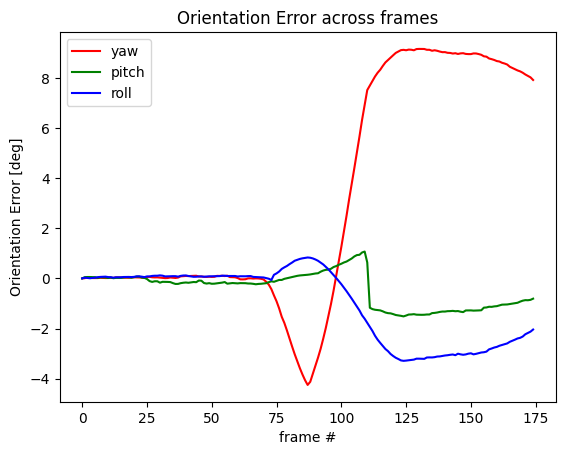 Orientation Error across frames
yaw
pitch
roll
Orientation Error [deg]
8
6
4
2
0
−2
−4
0 25 50 75 100 125 150 175
frame #